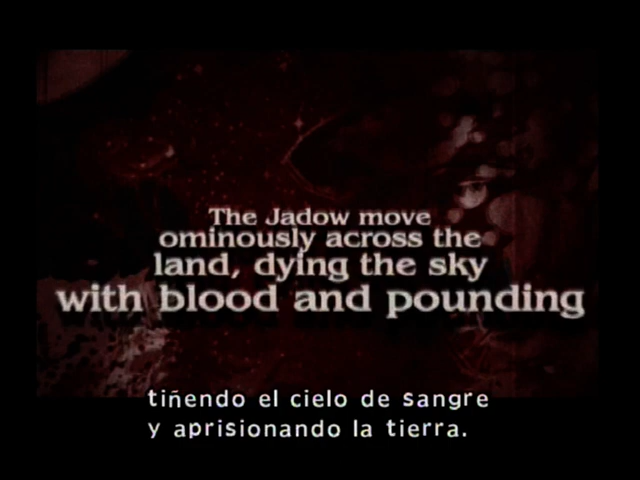 The Jadow move
ominously across the
land, dying the sky
with blood and pounding
tiñendo el cielo de sangre
y aprisionando la tierra.